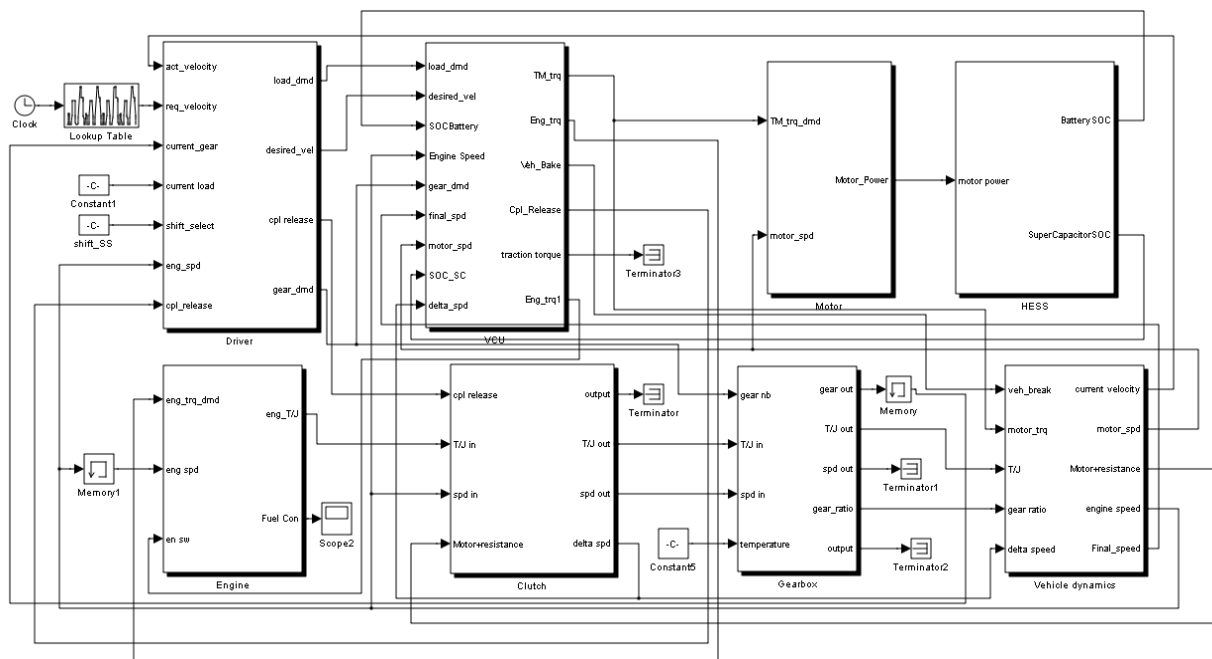 act_velocity
req_velocity
current_gear
current load
shift_select
eng_spd
cpl_release
load_dmd
desired_vel
cpl release
gear_dmd
Driver
Clock
Lookup Table
-C-
Constant1
-C-
shift_SS
load_dmd
desired_vel
SOCBattery
Engine Speed
gear_dmd
final_spd
motor_spd
SOC_SC
delta_spd
TM_trq
Eng_trq
Veh_Bake
Cpl_Release
traction torque
Eng_trq1
VCU
Terminator3
TM_trq_dmd
motor_spd
Motor_Power
Motor
motor power
Battery SOC
SuperCapacitorSOC
HESS
eng_trq_dmd
eng spd
en sw
eng_T/J
Fuel Con
Engine
Memory1
Scope2
cpl release
T/J in
spd in
Motor+resistance
output
T/J out
spd out
delta spd
Clutch
Terminator
-C-
Constant5
gear nb
T/J in
spd in
temperature
gear out
T/J out
spd out
gear_ratio
output
Gearbox
Memory
Terminator1
Terminator2
veh_break
motor_trq
T/J
gear ratio
delta speed
current velocity
motor_spd
Motor+resistance
engine speed
Final_speed
Vehicle dynamics